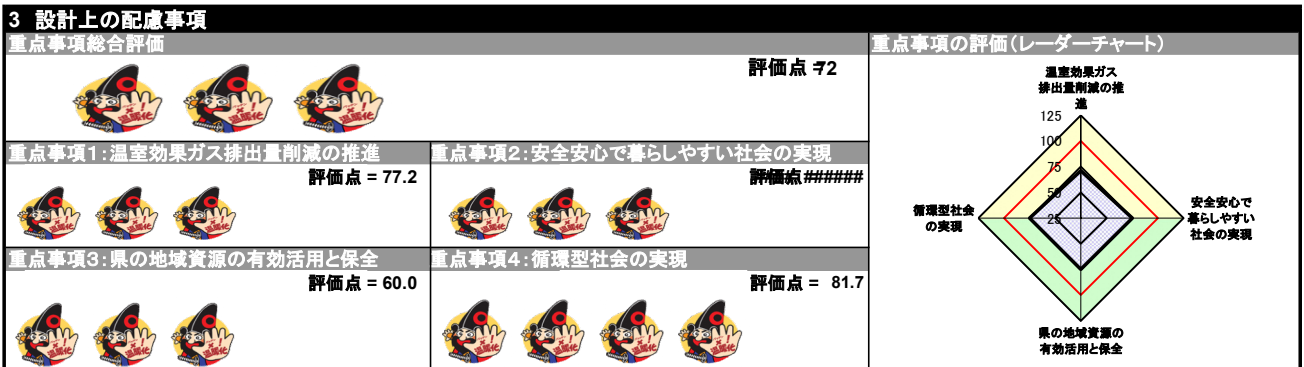 3 設計上の配慮事項
重点事項総合評価
評価点 =72
重点事項1:温室効果ガス排出量削減の推進
評価点 = 77.2
重点事項2:安全安心で暮らしやすい社会の実現
評価点 ######
重点事項3:県の地域資源の有効活用と保全
評価点 = 60.0
重点事項4:循環型社会の実現
評価点 = 81.7
重点事項の評価(レーダーチャート)
温室効果ガス
排出量削減の推
進
125
100
75
50
25
循環型社会
の実現
安全安心で
暮らしやすい
社会の実現
県の地域資源の
有効活用と保全